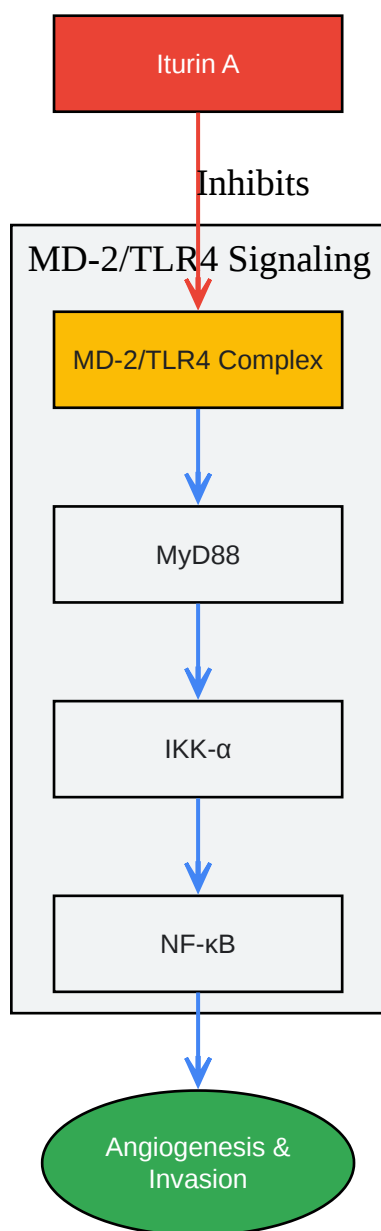 Iturin A
Inhibits
MD-2/TLR4 Signaling
MD-2/TLR4 Complex
MyD88
IKK-α
NF-κB
Angiogenesis &
Invasion